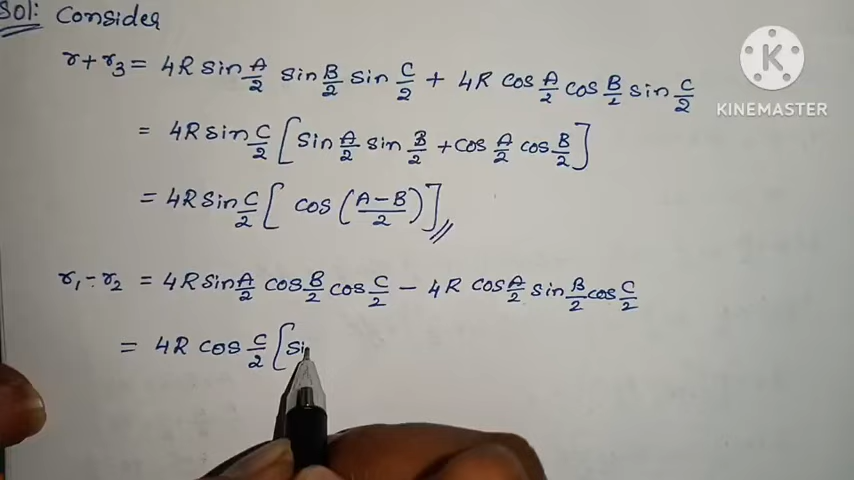 Sol: Consider
r + r₃ = 4R sin A/2 sin B/2 sin C/2 + 4R cos A/2 cos B/2 sin C/2
= 4R sin C/2 [ sin A/2 sin B/2 + cos A/2 cos B/2 ]
= 4R sin C/2 [ cos (A-B/2) ] //
r₁ - r₂ = 4R sin A/2 cos B/2 cos C/2 - 4R cos A/2 sin B/2 cos C/2
= 4R cos C/2 [ si
K
KINEMASTER